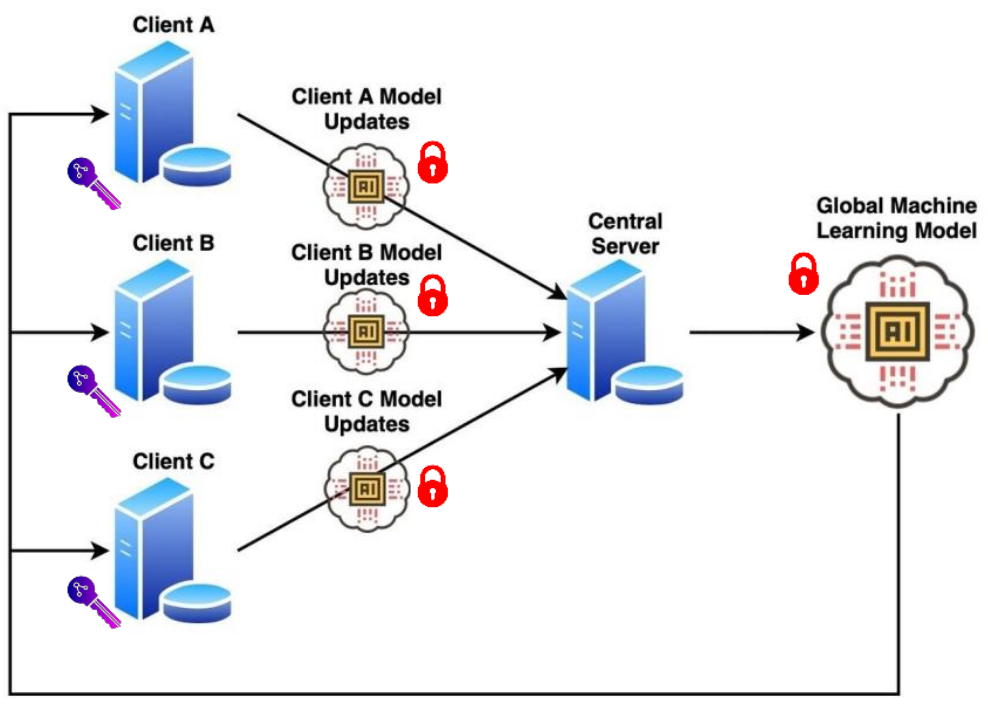 Client A
Client A Model
Updates
AI
Client B
Client B Model
Updates
AI
Client C
Client C Model
Updates
AI
Central
Server
Global Machine
Learning Model
AI